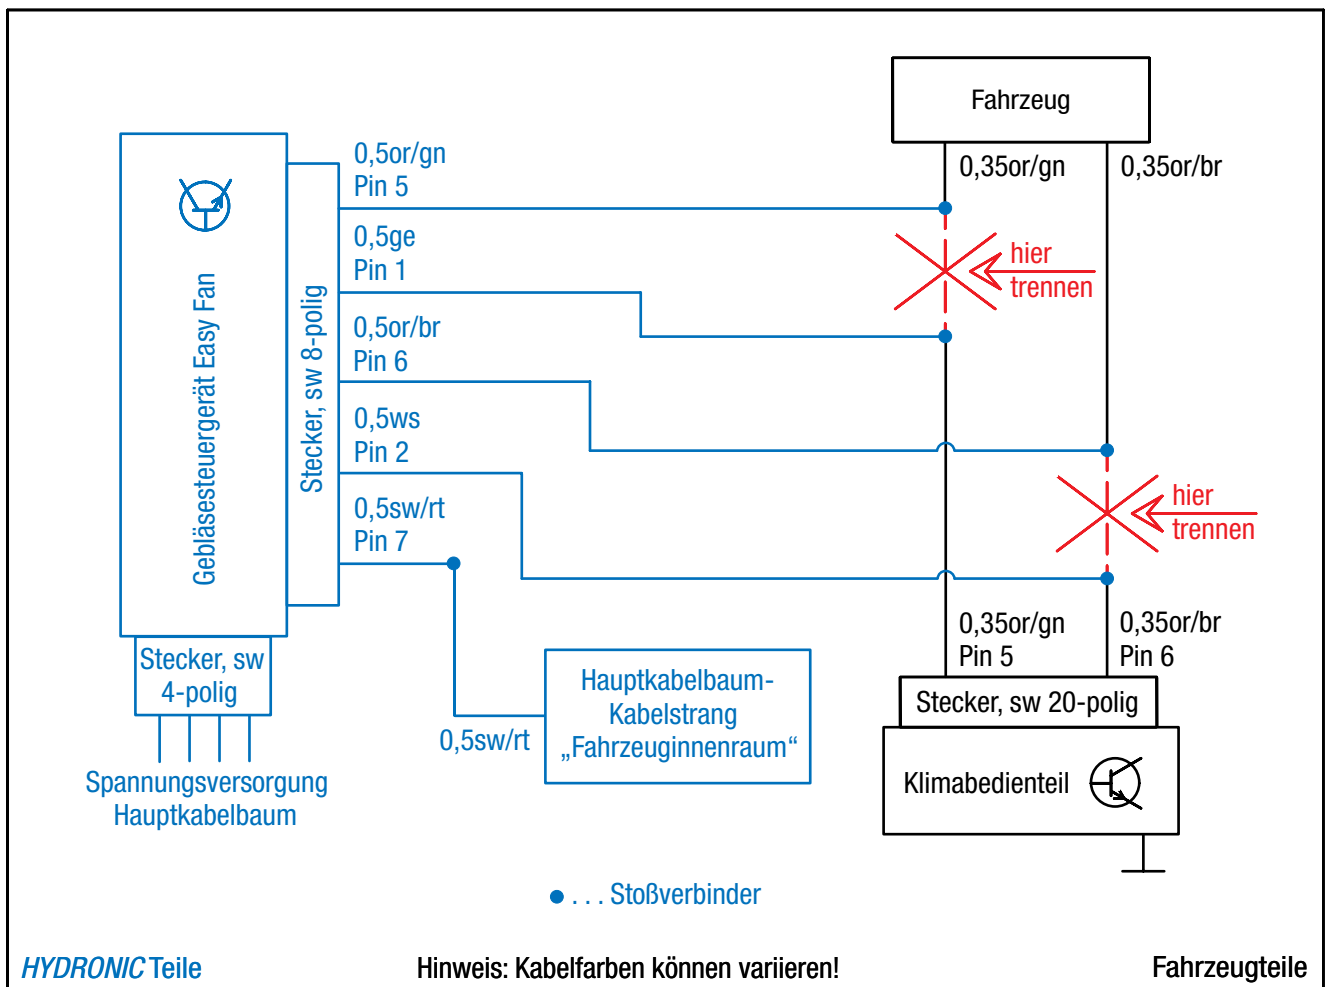 Fahrzeug
0,35or/gn
0,35or/br
0,5or/gn
Pin 5
0,5ge
Pin 1
0,5or/br
Pin 6
0,5ws
Pin 2
0,5sw/rt
Pin 7
Gebläsesteuergerät Easy Fan
Stecker, sw 8-polig
hier
trennen
hier
trennen
Stecker, sw
4-polig
Spannungsversorgung
Hauptkabelbaum
0,5sw/rt
Hauptkabelbaum-
Kabelstrang
„Fahrzeuginnenraum“
0,35or/gn
Pin 5
0,35or/br
Pin 6
Stecker, sw 20-polig
Klimabedienteil
. . . Stoßverbinder
HYDRONIC Teile
Hinweis: Kabelfarben können variieren!
Fahrzeugteile